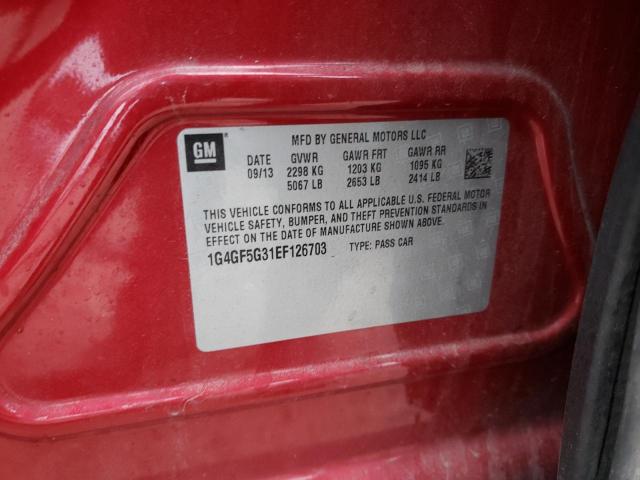 GM
MFD BY GENERAL MOTORS LLC
DATE GVWR GAWR FRT GAWR RR
09/13 2298 KG 1203 KG 1095 KG
5067 LB 2653 LB 2414 LB
THIS VEHICLE CONFORMS TO ALL APPLICABLE U.S. FEDERAL MOTOR
VEHICLE SAFETY, BUMPER, AND THEFT PREVENTION STANDARDS IN
EFFECT ON THE DATE OF MANUFACTURE SHOWN ABOVE.
1G4GF5G31EF126703 TYPE: PASS CAR